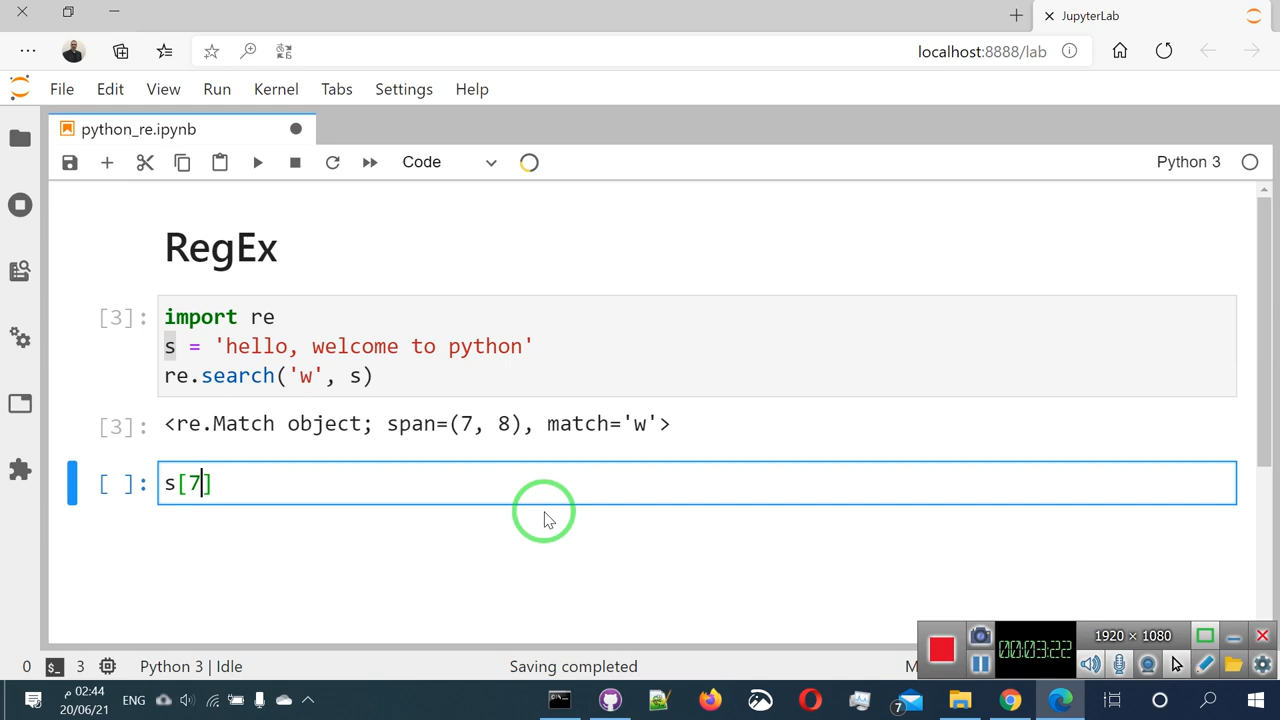 JupyterLab
localhost:8888/lab
File Edit View Run Kernel Tabs Settings Help
python_re.ipynb
Code
Python 3
RegEx
[3]: import re
s = 'hello, welcome to python'
re.search('w', s)
[3]: <re.Match object; span=(7, 8), match='w'>
[ ]: s[7]
00:03:22
1920 × 1080
0 3 Python 3 | Idle Saving completed M
02:44 م ENG 7
20/06/21